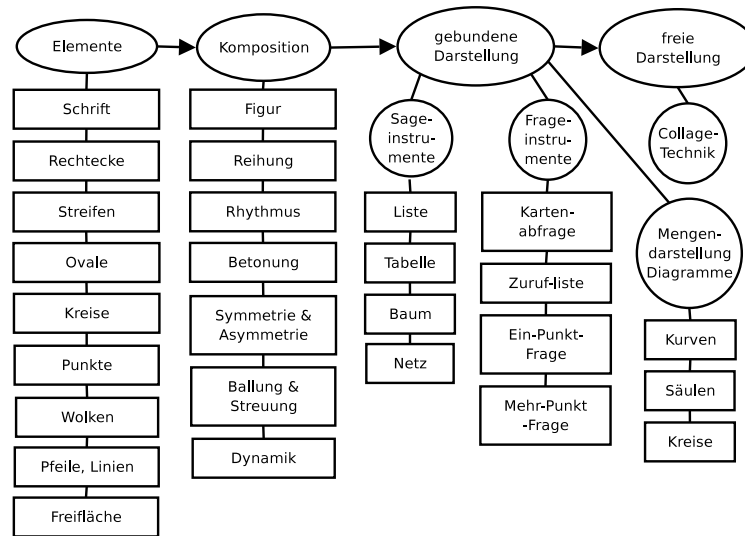 Elemente
Schrift
Rechtecke
Streifen
Ovale
Kreise
Punkte
Wolken
Pfeile, Linien
Freifläche
Komposition
Figur
Reihung
Rhythmus
Betonung
Symmetrie &
Asymmetrie
Ballung &
Streuung
Dynamik
gebundene
Darstellung
Sage-
instru-
mente
Liste
Tabelle
Baum
Netz
Frage-
instru-
mente
Karten-
abfrage
Zuruf-liste
Ein-Punkt-
Frage
Mehr-Punkt
-Frage
Mengen-
darstellung
Diagramme
Kurven
Säulen
Kreise
freie
Darstellung
Collage-
Technik